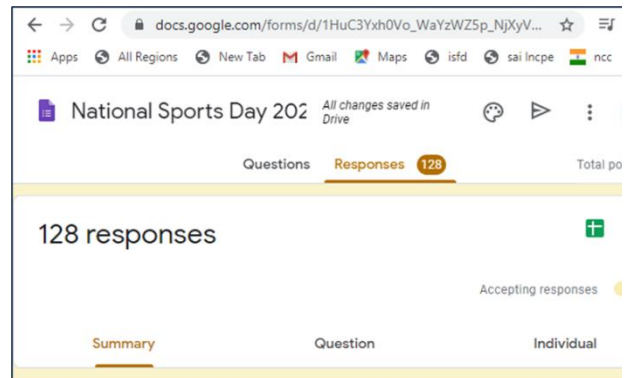 docs.google.com/forms/d/1HuC3Yxh0Vo_WaYzWZ5p_NjXyV...
Apps All Regions New Tab Gmail Maps isfd sai Incpe ncc
National Sports Day 202 All changes saved in
Drive
Questions Responses 128 Total po
128 responses
Accepting responses
Summary Question Individual